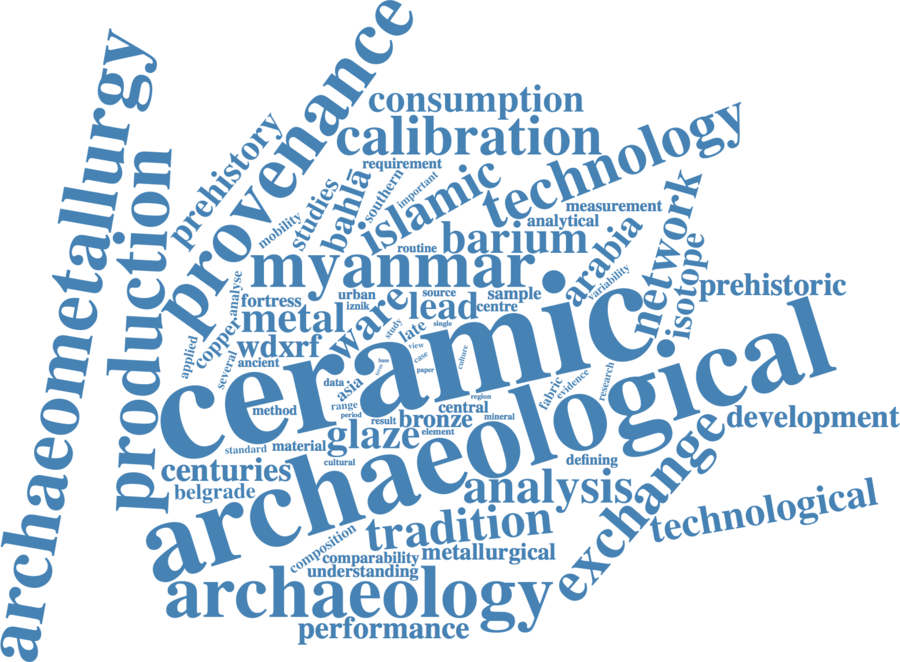 archaeometallurgy
production
provenance
prehistory
consumption
calibration
requirement
technology
mobility
studies
bahlā
southern
important
islamic
measurement
analytical
routine
barium
arabia
variability
network
isotope
prehistoric
myanmar
analyse
fortress
urban
iznik
source
sample
centre
lead
metal
ware
study
late
single
copper
applied
several
wdxrf
ancient
view
case
paper
culture
base
new
data
asia
ceramic
archaeological
region
range
period
method
result
bronze
central
mineral
fabric
evidence
research
element
glaze
standard
material
cultural
defining
development
centuries
belgrade
analysis
exchange
technological
tradition
composition
comparability
metallurgical
understanding
archaeology
performance